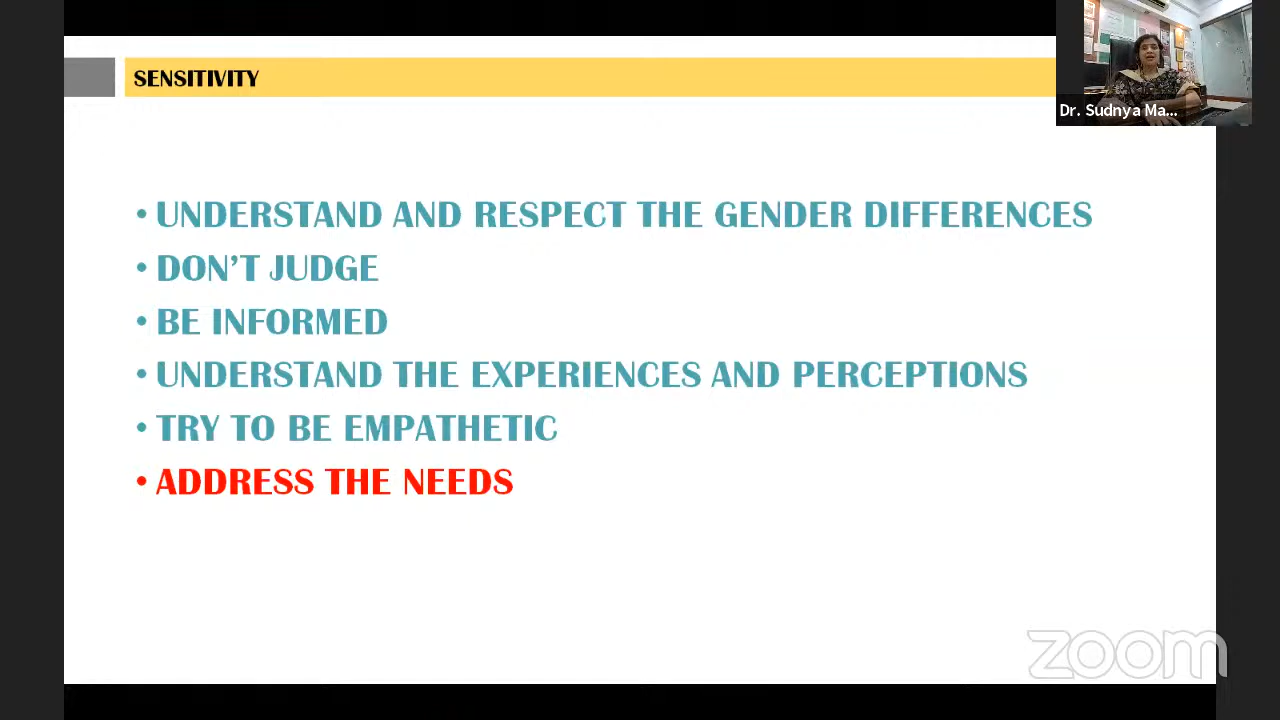 SENSITIVITY
Dr. Sudnya Ma...
• UNDERSTAND AND RESPECT THE GENDER DIFFERENCES
• DON'T JUDGE
• BE INFORMED
• UNDERSTAND THE EXPERIENCES AND PERCEPTIONS
• TRY TO BE EMPATHETIC
• ADDRESS THE NEEDS
zoom